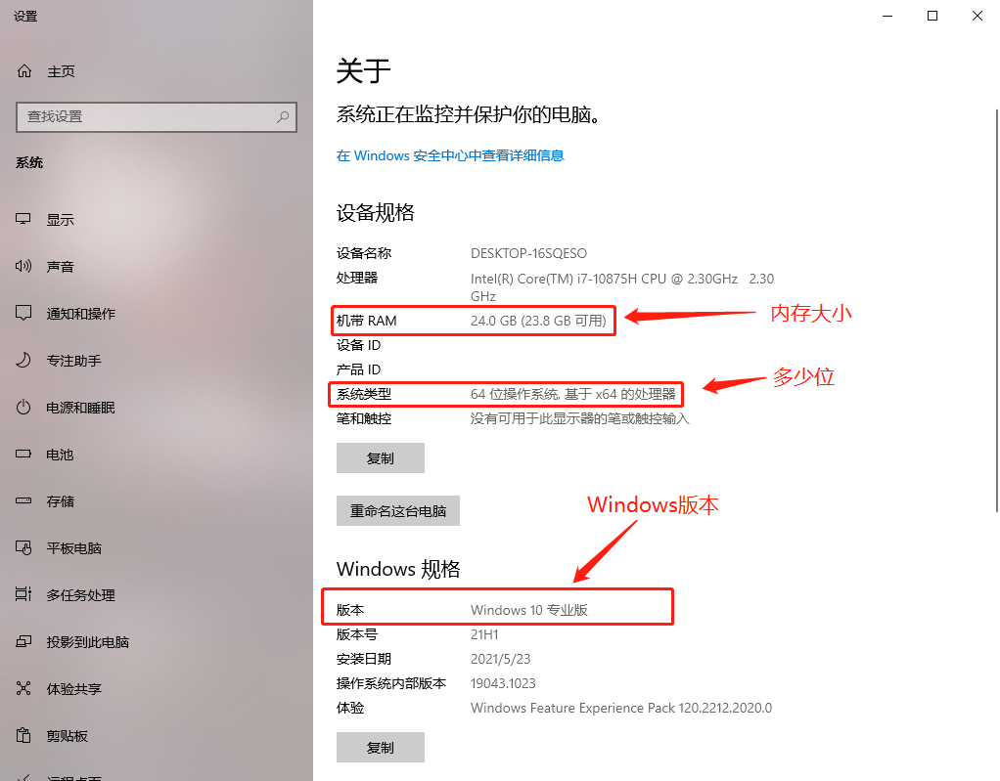 设置
主页
查找设置
系统
显示
声音
通知和操作
专注助手
电源和睡眠
电池
存储
平板电脑
多任务处理
投影到此电脑
体验共享
剪贴板
远程桌面
关于
系统正在监控并保护你的电脑。
在 Windows 安全中心中查看详细信息
设备规格
设备名称 DESKTOP-16SQESO
处理器 Intel(R) Core(TM) i7-10875H CPU @ 2.30GHz 2.30
GHz
机带 RAM 24.0 GB (23.8 GB 可用) 内存大小
设备 ID
产品 ID
系统类型 64 位操作系统, 基于 x64 的处理器 多少位
笔和触控 没有可用于此显示器的笔或触控输入
复制
重命名这台电脑
Windows版本
Windows 规格
版本 Windows 10 专业版
版本号 21H1
安装日期 2021/5/23
操作系统内部版本 19043.1023
体验 Windows Feature Experience Pack 120.2212.2020.0
复制